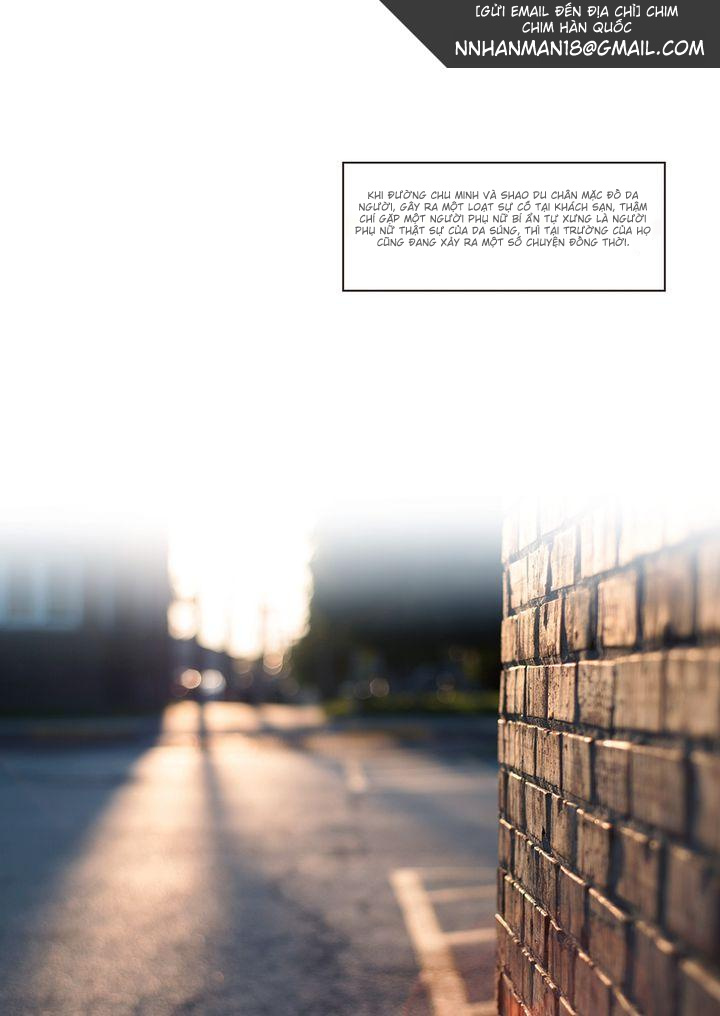 [GỬI EMAIL ĐẾN ĐỊA CHỈ] CHIM
CHIM HÀN QUỐC
NNHANMAN18@GMAIL.COM
KHI ĐƯỜNG CHU MINH VÀ SHAO DU CHÂN MẶC ĐỒ DA
NGƯỜI, GÂY RA MỘT LOẠT SỰ CỐ TẠI KHÁCH SẠN, THẬM
CHÍ GẶP MỘT NGƯỜI PHỤ NỮ BÍ ẨN TỰ XƯNG LÀ NGƯỜI
PHỤ NỮ THẬT SỰ CỦA DA SÚNG, THÌ TẠI TRƯỜNG CỦA HỌ
CŨNG ĐANG XẢY RA MỘT SỐ CHUYỆN ĐỒNG THỜI.